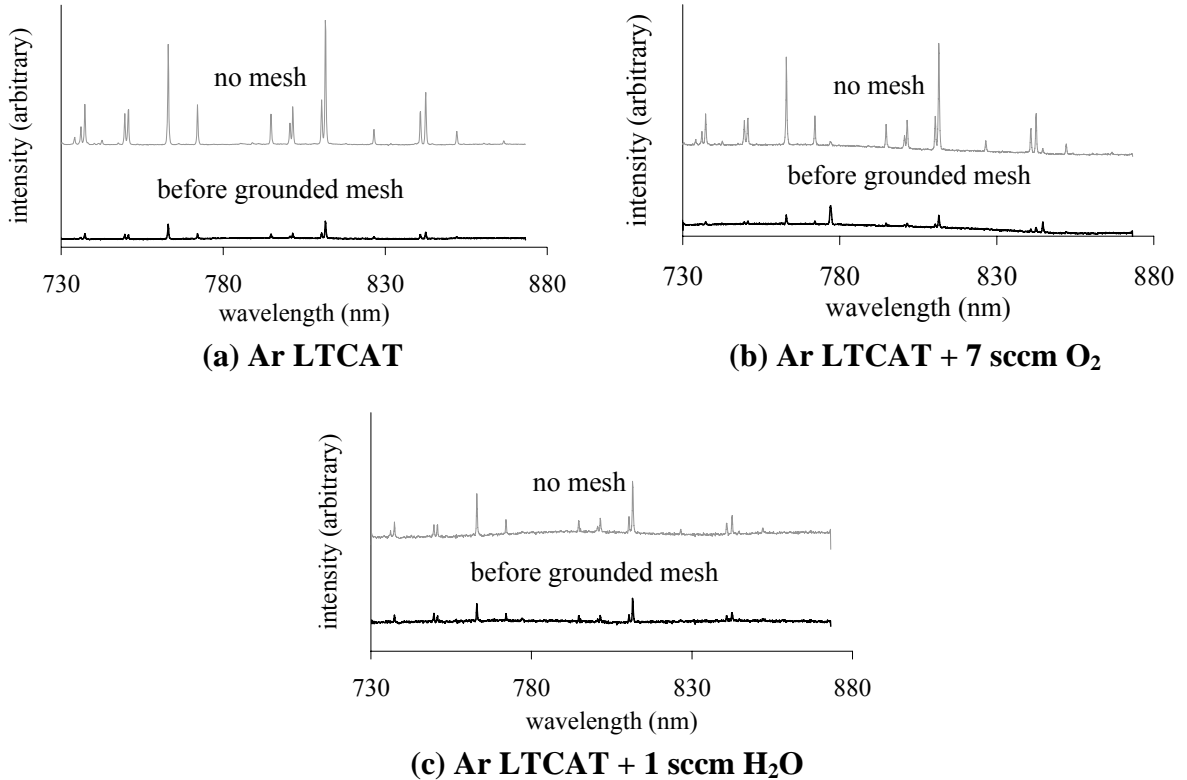 intensity (arbitrary)
no mesh
before grounded mesh
730 780 830 880
wavelength (nm)
(a) Ar LTCAT
intensity (arbitrary)
no mesh
before grounded mesh
730 780 830 880
wavelength (nm)
(b) Ar LTCAT + 7 sccm O₂
intensity (arbitrary)
no mesh
before grounded mesh
730 780 830 880
wavelength (nm)
(c) Ar LTCAT + 1 sccm H₂O